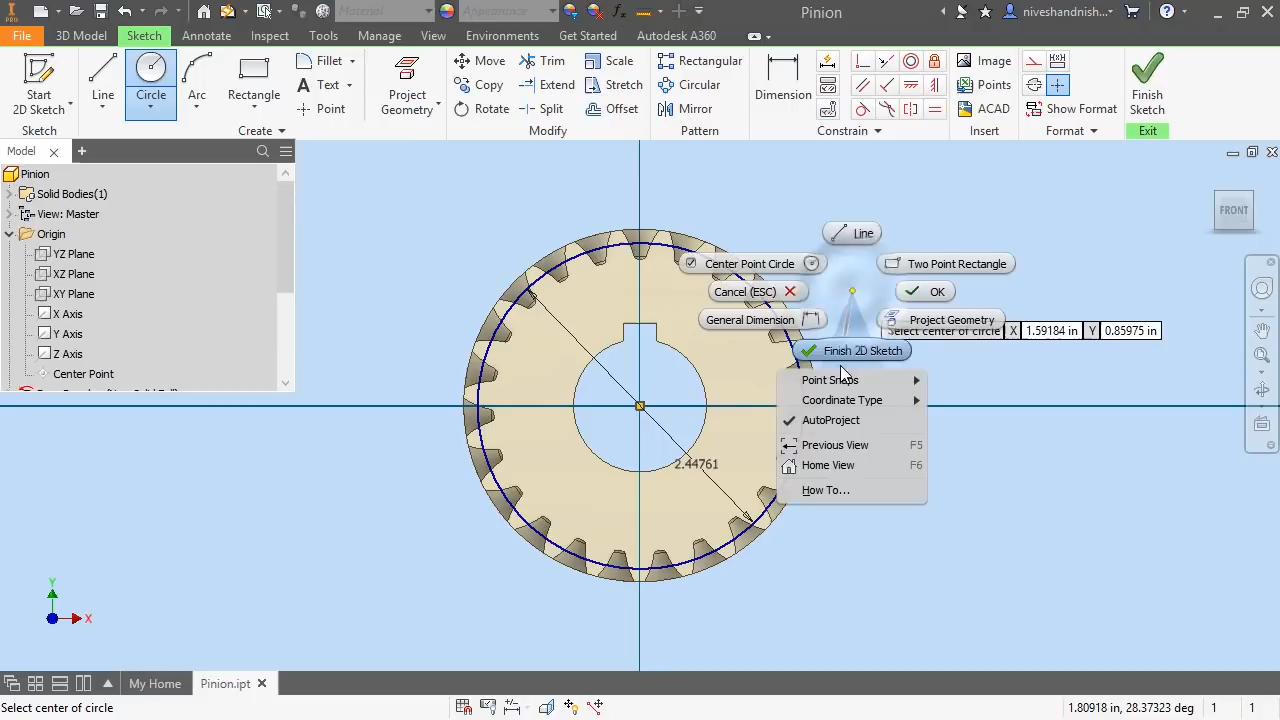 PRO Material Appearance Pinion niveshandnish...
File 3D Model Sketch Annotate Inspect Tools Manage View Environments Get Started Autodesk A360
Start 2D Sketch Line Circle Arc Rectangle Fillet Text Point Project Geometry Move Copy Rotate Trim Extend Split Scale Stretch Offset Rectangular Circular Mirror Dimension Image Points ACAD Show Format Finish Sketch
Sketch Create Modify Pattern Constrain Insert Format Exit
Model
Pinion
Solid Bodies(1)
View: Master
Origin
YZ Plane
XZ Plane
XY Plane
X Axis
Y Axis
Z Axis
Center Point
FRONT
Line
Center Point Circle Two Point Rectangle
Cancel (ESC) OK
General Dimension Project Geometry
Select center of circle X 1.59184 in Y 0.85975 in
Finish 2D Sketch
Point Snaps
Coordinate Type
AutoProject
Previous View F5
Home View F6
How To...
2.44761
Y
X
My Home Pinion.ipt
Select center of circle 1.80918 in, 28.37323 deg 1 1